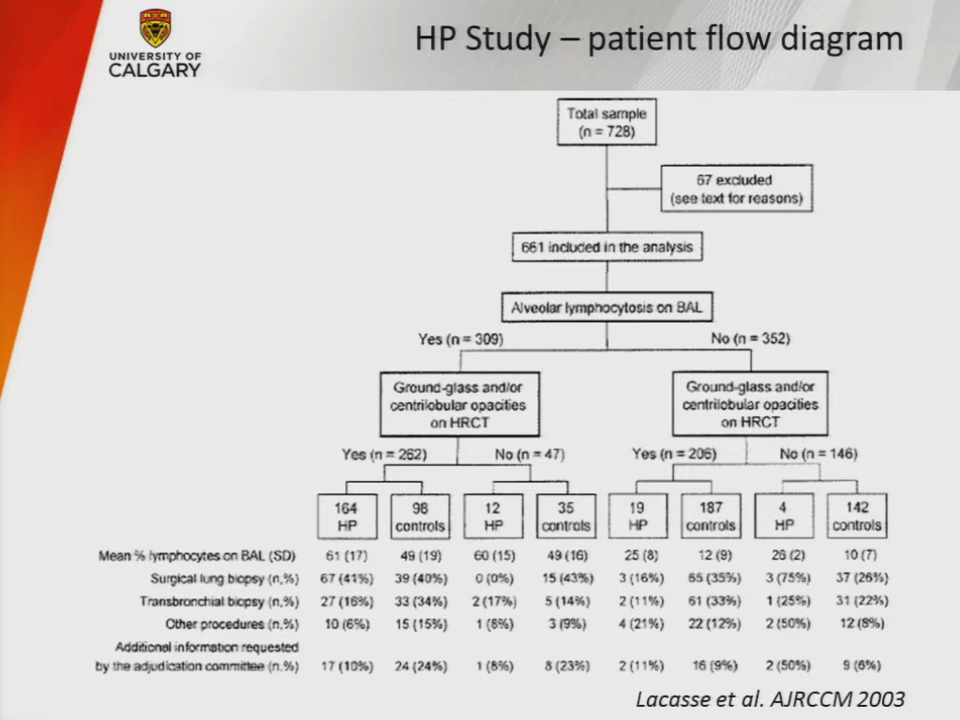 UNIVERSITY OF
CALGARY
HP Study – patient flow diagram
Total sample
(n = 728)
67 excluded
(see text for reasons)
661 included in the analysis
Alveolar lymphocytosis on BAL
Yes (n = 309)
No (n = 352)
Ground-glass and/or
centrilobular opacities
on HRCT
Ground-glass and/or
centrilobular opacities
on HRCT
Yes (n = 262)
No (n = 47)
Yes (n = 206)
No (n = 146)
164
HP
98
controls
12
HP
35
controls
19
HP
187
controls
4
HP
142
controls
Mean % lymphocytes on BAL (SD) 61 (17) 49 (19) 60 (15) 49 (16) 25 (8) 12 (9) 26 (2) 10 (7)
Surgical lung biopsy (n,%) 67 (41%) 39 (40%) 0 (0%) 15 (43%) 3 (16%) 65 (35%) 3 (75%) 37 (26%)
Transbronchial biopsy (n,%) 27 (16%) 33 (34%) 2 (17%) 5 (14%) 2 (11%) 61 (33%) 1 (25%) 31 (22%)
Other procedures (n,%) 10 (6%) 15 (15%) 1 (8%) 3 (9%) 4 (21%) 22 (12%) 2 (50%) 12 (8%)
Additional information requested
by the adjudication committee (n,%) 17 (10%) 24 (24%) 1 (8%) 8 (23%) 2 (11%) 16 (9%) 2 (50%) 9 (6%)
Lacasse et al. AJRCCM 2003